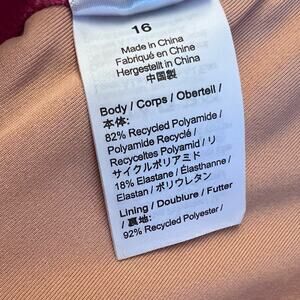 16
Made in China
Fabriqué en Chine
Hergestellt in China
中国製
Body / Corps / Oberteil /
本体:
82% Recycled Polyamide /
Polyamide Recyclé /
Recyceltes Polyamid / リ
サイクルポリアミド
18% Elastane / Élasthanne /
Elastan / ポリウレタン
Lining / Doublure / Futter
/ 裏地:
92% Recycled Polyester /